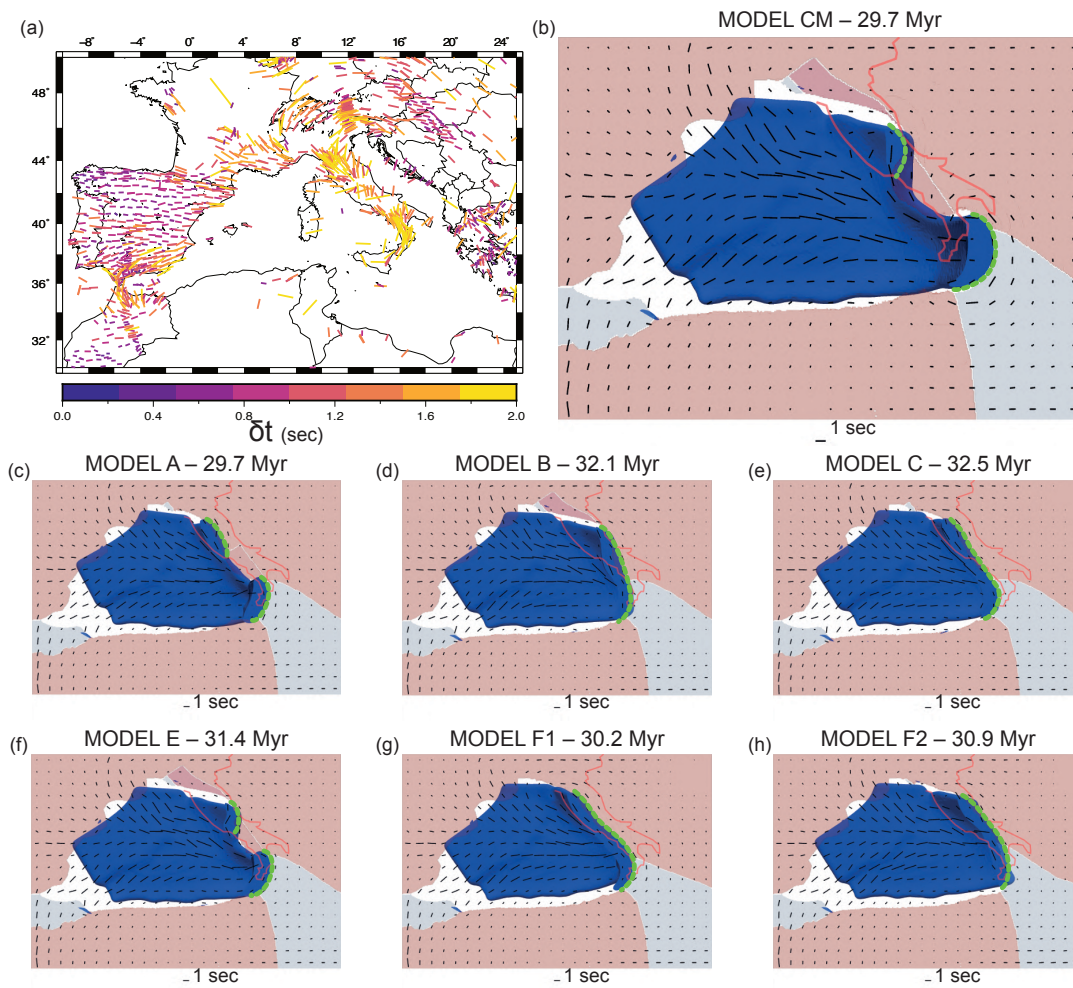 (a)
−8° −4° 0° 4° 8° 12° 16° 20° 24°
48°
44°
40°
36°
32°
0.0 0.4 0.8 1.2 1.6 2.0
δt (sec)
(b)
MODEL CM – 29.7 Myr
1 sec
(c)
MODEL A – 29.7 Myr
1 sec
(d)
MODEL B – 32.1 Myr
1 sec
(e)
MODEL C – 32.5 Myr
1 sec
(f)
MODEL E – 31.4 Myr
1 sec
(g)
MODEL F1 – 30.2 Myr
1 sec
(h)
MODEL F2 – 30.9 Myr
1 sec